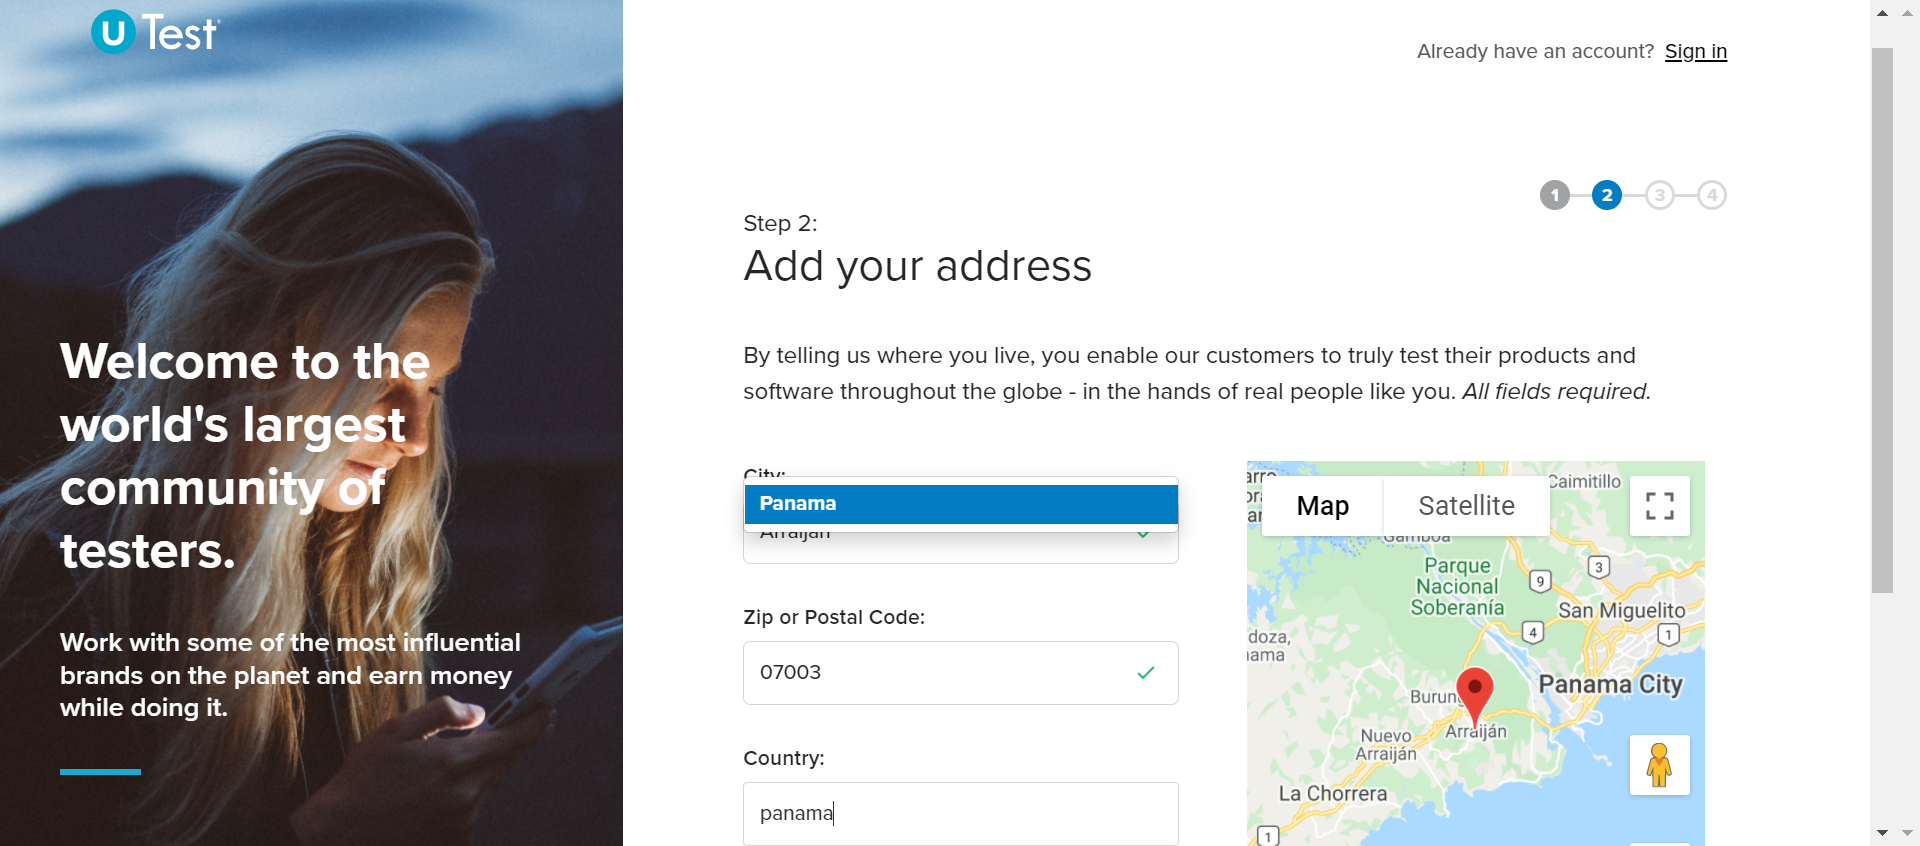 U Test
Already have an account? Sign in
1 2 3 4
Step 2:
Add your address
Welcome to the
world's largest
community of
testers.
Work with some of the most influential
brands on the planet and earn money
while doing it.
By telling us where you live, you enable our customers to truly test their products and
software throughout the globe - in the hands of real people like you. All fields required.
City:
Panama
Arraiján
Zip or Postal Code:
07003
Country:
panama
Map
Satellite
Caimitillo
Gamboa
Parque
Nacional
Soberanía
9
3
San Miguelito
4
1
Panama City
Arraiján
Nuevo
Arraiján
La Chorrera
1